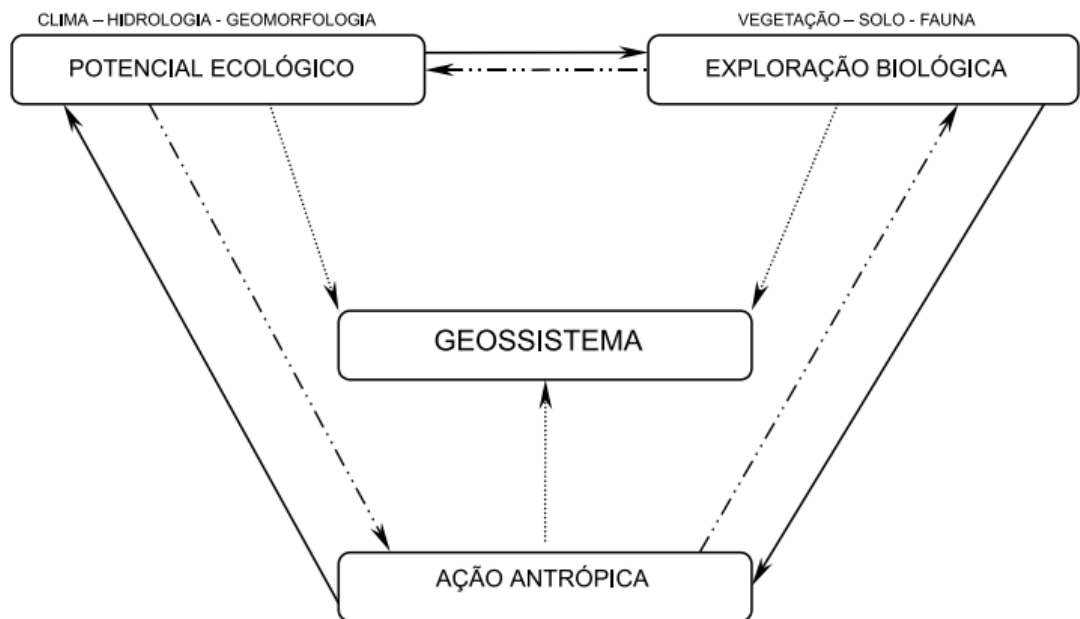 CLIMA – HIDROLOGIA - GEOMORFOLOGIA
VEGETAÇÃO – SOLO - FAUNA
POTENCIAL ECOLÓGICO
EXPLORAÇÃO BIOLÓGICA
GEOSSISTEMA
AÇÃO ANTRÓPICA